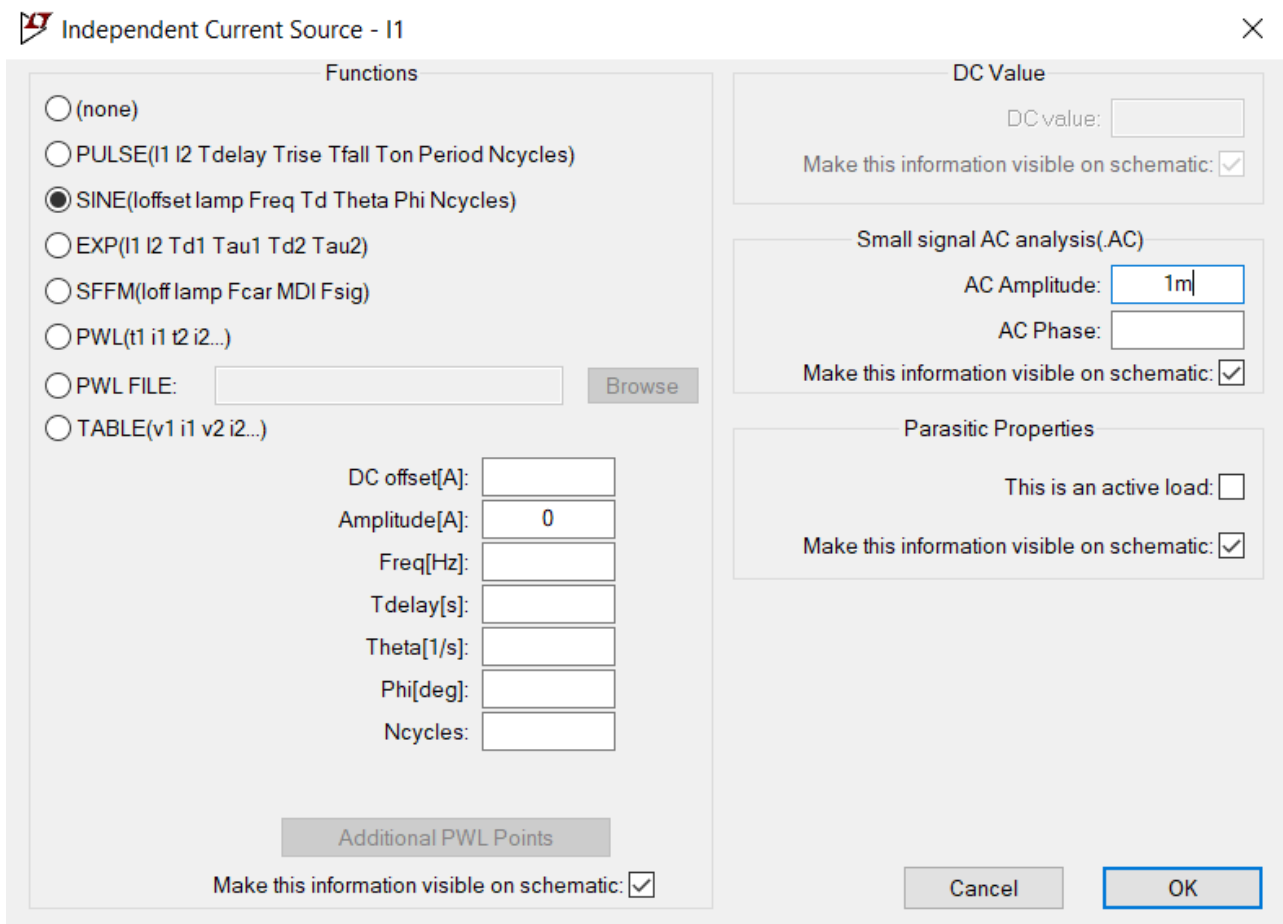 Independent Current Source - I1
Functions
(none)
PULSE(I1 I2 Tdelay Trise Tfall Ton Period Ncycles)
SINE(Ioffset Iamp Freq Td Theta Phi Ncycles)
EXP(I1 I2 Td1 Tau1 Td2 Tau2)
SFFM(Ioff Iamp Fcar MDI Fsig)
PWL(t1 i1 t2 i2...)
PWL FILE: Browse
TABLE(v1 i1 v2 i2...)
DC offset[A]:
Amplitude[A]: 0
Freq[Hz]:
Tdelay[s]:
Theta[1/s]:
Phi[deg]:
Ncycles:
Additional PWL Points
Make this information visible on schematic:
DC Value
DC value:
Make this information visible on schematic:
Small signal AC analysis(.AC)
AC Amplitude: 1m
AC Phase:
Make this information visible on schematic:
Parasitic Properties
This is an active load:
Make this information visible on schematic:
Cancel OK